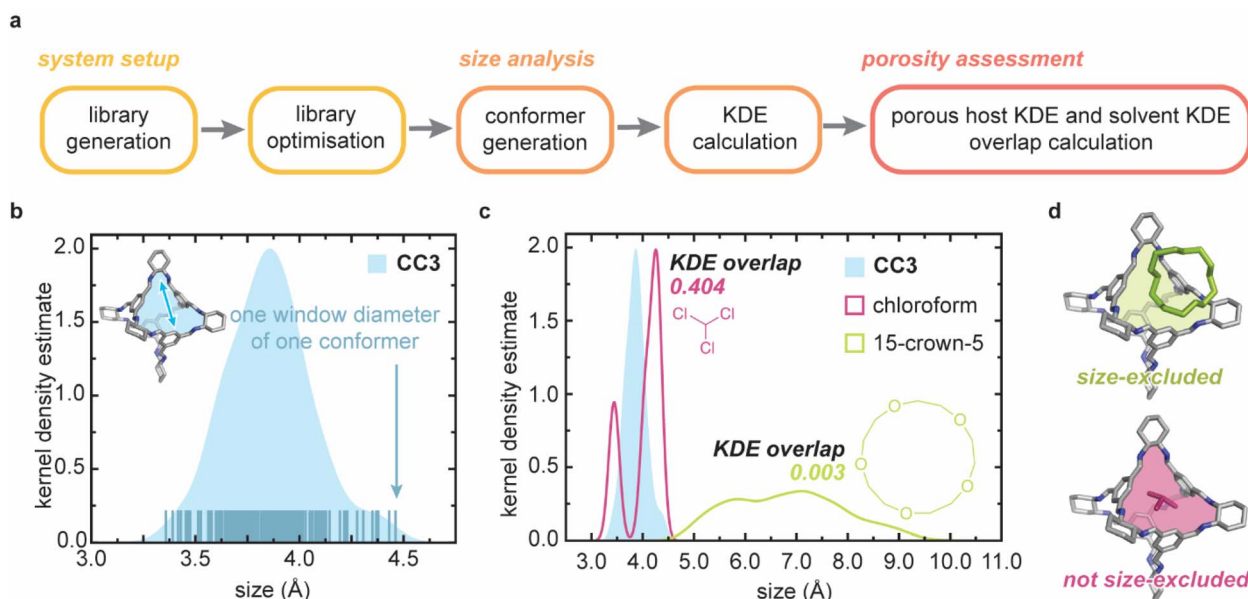 a
system setup
size analysis
porosity assessment
library
generation
library
optimisation
conformer
generation
KDE
calculation
porous host KDE and solvent KDE
overlap calculation
b
2.0
1.5
1.0
0.5
0.0
kernel density estimate
CC3
one window diameter
of one conformer
3.0
3.5
4.0
4.5
size (Å)
c
2.0
1.5
1.0
0.5
0.0
kernel density estimate
KDE overlap
0.404
Cl
Cl
Cl
CC3
chloroform
15-crown-5
KDE overlap
0.003
O
O
O
O
O
3.0
4.0
5.0
6.0
7.0
8.0
9.0
10.0
11.0
size (Å)
d
size-excluded
not size-excluded